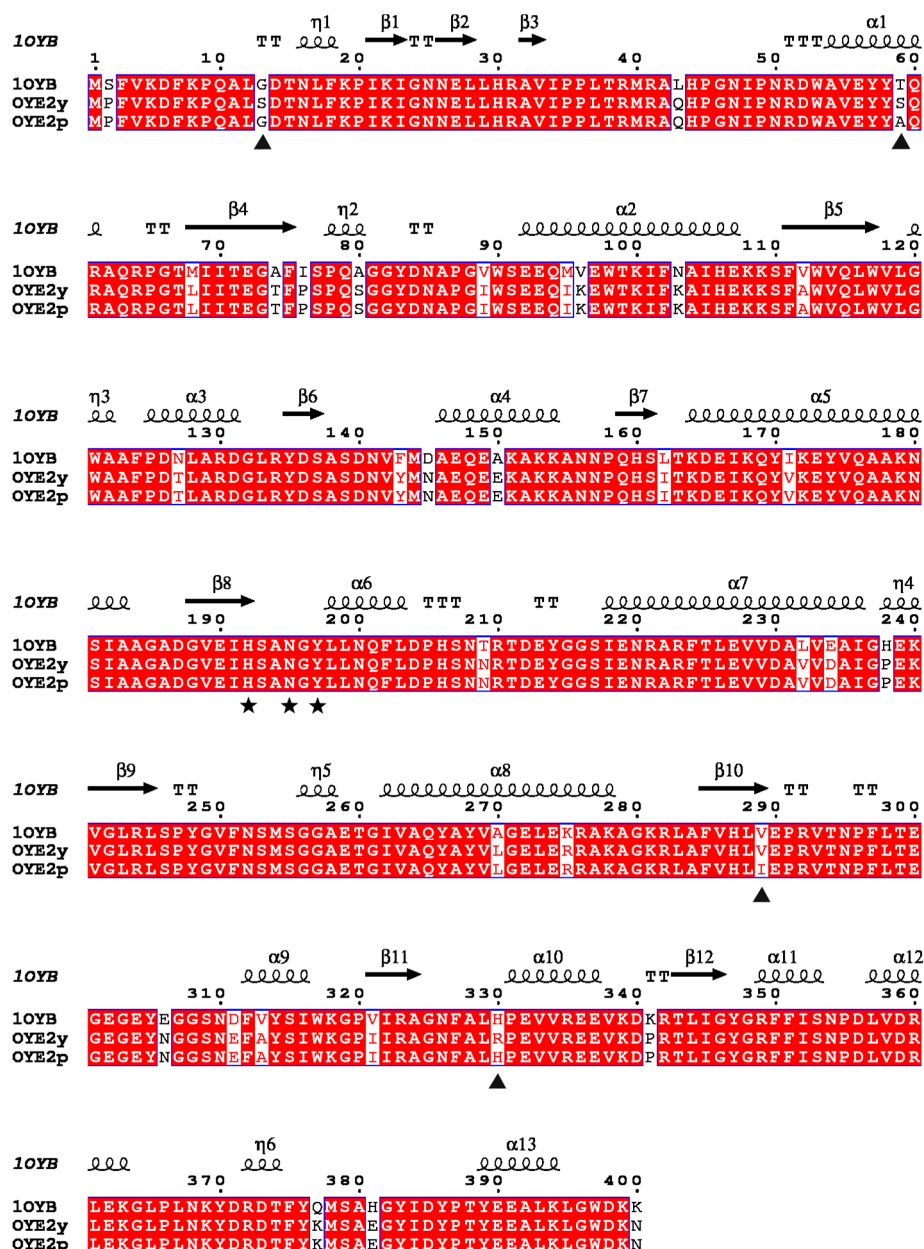 η1 β1 β2 β3 α1
1OYB TT TT TTT
1 10 20 30 40 50 60
1OYB MSFVKDFKPQALGDTNLFKPIKIGNNELLHRAVIPPLTRMRALHPGNIPNRDWAVEYYTQ
OYE2y MPFVKDFKPQALSDTNLFKPIKIGNNELLHRAVIPPLTRMRAQHPGNIPNRDWAVEYYSQ
OYE2p MPFVKDFKPQALGDTNLFKPIKIGNNELLHRAVIPPLTRMRAQHPGNIPNRDWAVEYYAQ
β4 η2 α2 β5
1OYB TT TT
70 80 90 100 110 120
1OYB RAQRPGTMIITEGAFISPQAGGYDNAPGVWSEEQMVEWTKIFNAIHEKKSFVWVQLWVLG
OYE2y RAQRPGTLIITEGTFPSPQSGGYDNAPGIWSEEQIKEWTKIFKAIHEKKSFAWVQLWVLG
OYE2p RAQRPGTLIITEGTFPSPQSGGYDNAPGIWSEEQIKEWTKIFKAIHEKKSFAWVQLWVLG
η3 α3 β6 α4 β7 α5
1OYB
130 140 150 160 170 180
1OYB WAAFPDNLARDGLRYDSASDNVFMDAEQEAKAKKANNPQHSLTKDEIKQYIKEYVQAAKN
OYE2y WAAFPDTLARDGLRYDSASDNVYMNAEQEEKAKKANNPQHSITKDEIKQYVKEYVQAAKN
OYE2p WAAFPDTLARDGLRYDSASDNVYMNAEQEEKAKKANNPQHSITKDEIKQYVKEYVQAAKN
β8 α6 α7 η4
1OYB TTT TT
190 200 210 220 230 240
1OYB SIAAGADGVEIHSANGYLLNQFLDPHSNTRTDEYGGSIENRARFTLEVVDALVEAIGHEK
OYE2y SIAAGADGVEIHSANGYLLNQFLDPHSNNRTDEYGGSIENRARFTLEVVDAVVDAIGPEK
OYE2p SIAAGADGVEIHSANGYLLNQFLDPHSNNRTDEYGGSIENRARFTLEVVDAVVDAIGPEK
β9 η5 α8 β10
1OYB TT TT TT
250 260 270 280 290 300
1OYB VGLRLSPYGVFNSMSGGAETGIVAQYAYVAGELEKRAKAGKRLAFVHLVEPRVTNPFLTE
OYE2y VGLRLSPYGVFNSMSGGAETGIVAQYAYVLGELERRAKAGKRLAFVHLVEPRVTNPFLTE
OYE2p VGLRLSPYGVFNSMSGGAETGIVAQYAYVLGELERRAKAGKRLAFVHLIEPRVTNPFLTE
α9 β11 α10 β12 α11 α12
1OYB TT
310 320 330 340 350 360
1OYB GEGEYEGGSNDFVYSIWKGPVIRAGNFALHPEVVREEVKDKRTLIGYGRFFISNPDLVDR
OYE2y GEGEYNGGSNEFAYSIWKGPIIRAGNFALRPEVVREEVKDPRTLIGYGRFFISNPDLVDR
OYE2p GEGEYNGGSNEFAYSIWKGPIIRAGNFALHPEVVREEVKDPRTLIGYGRFFISNPDLVDR
η6 α13
1OYB
370 380 390 400
1OYB LEKGLPLNKYDRDTFYQMSAHGYIDYPTYEEALKLGWDKK
OYE2y LEKGLPLNKYDRDTFYKMSAEGYIDYPTYEEALKLGWDKN
OYE2p LEKGLPLNKYDRDTFYKMSAEGYIDYPTYEEALKLGWDKN